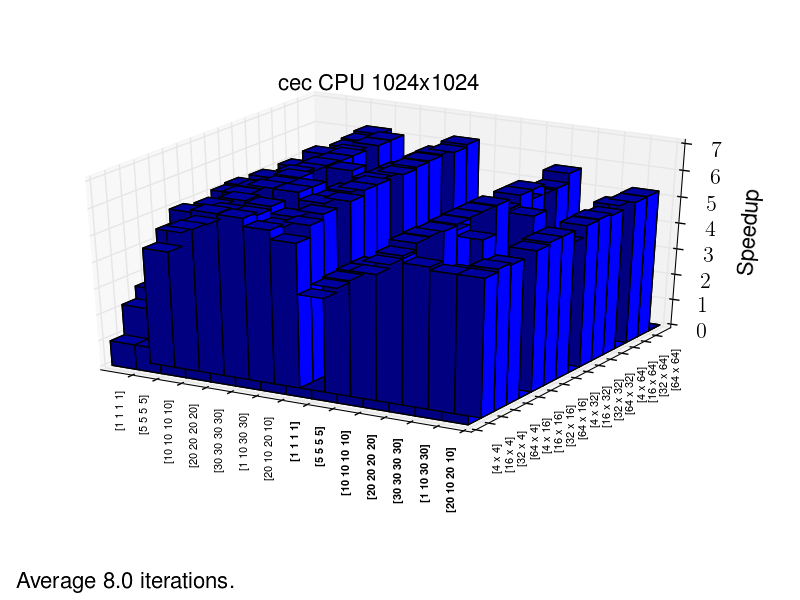 cec CPU 1024x1024
7
6
5
4
3
2
1
0
Speedup
[1 1 1 1]
[5 5 5 5]
[10 10 10 10]
[20 20 20 20]
[30 30 30 30]
[1 10 30 30]
[20 10 20 10]
[1 1 1 1]
[5 5 5 5]
[10 10 10 10]
[20 20 20 20]
[30 30 30 30]
[1 10 30 30]
[20 10 20 10]
[4 x 4]
[16 x 4]
[32 x 4]
[64 x 4]
[4 x 16]
[16 x 16]
[32 x 16]
[64 x 16]
[4 x 32]
[16 x 32]
[32 x 32]
[64 x 32]
[4 x 64]
[16 x 64]
[32 x 64]
[64 x 64]
Average 8.0 iterations.